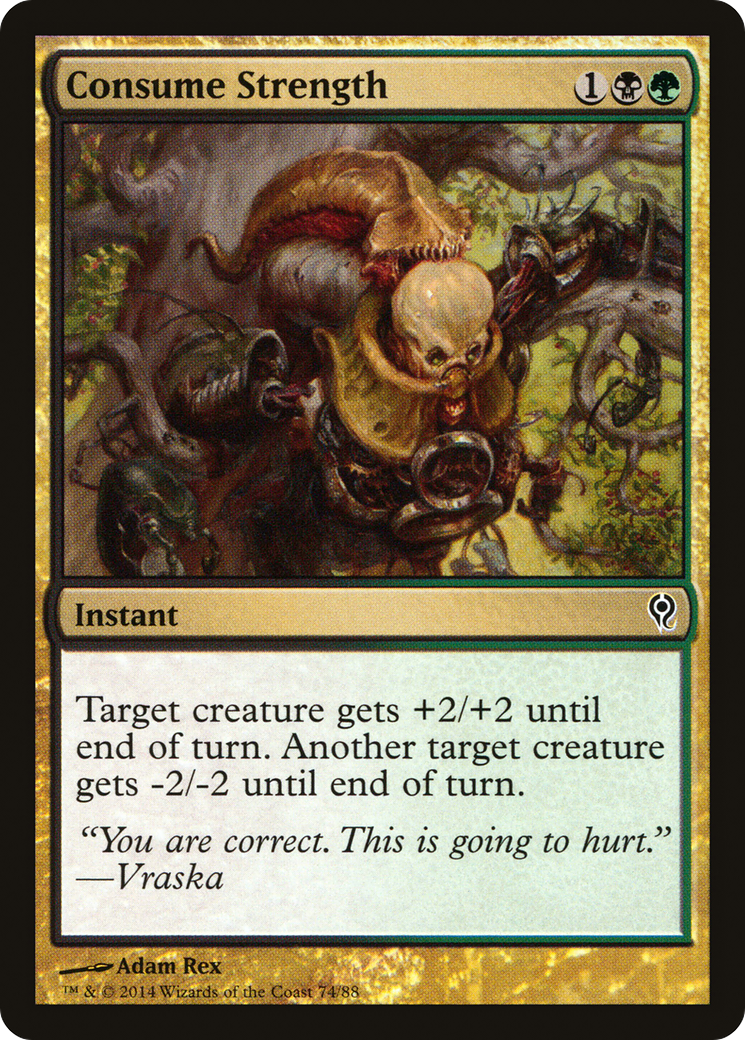 Consume Strength 1
Instant
Target creature gets +2/+2 until
end of turn. Another target creature
gets -2/-2 until end of turn.
“You are correct. This is going to hurt.”
—Vraska
Adam Rex
™ & © 2014 Wizards of the Coast 74/88